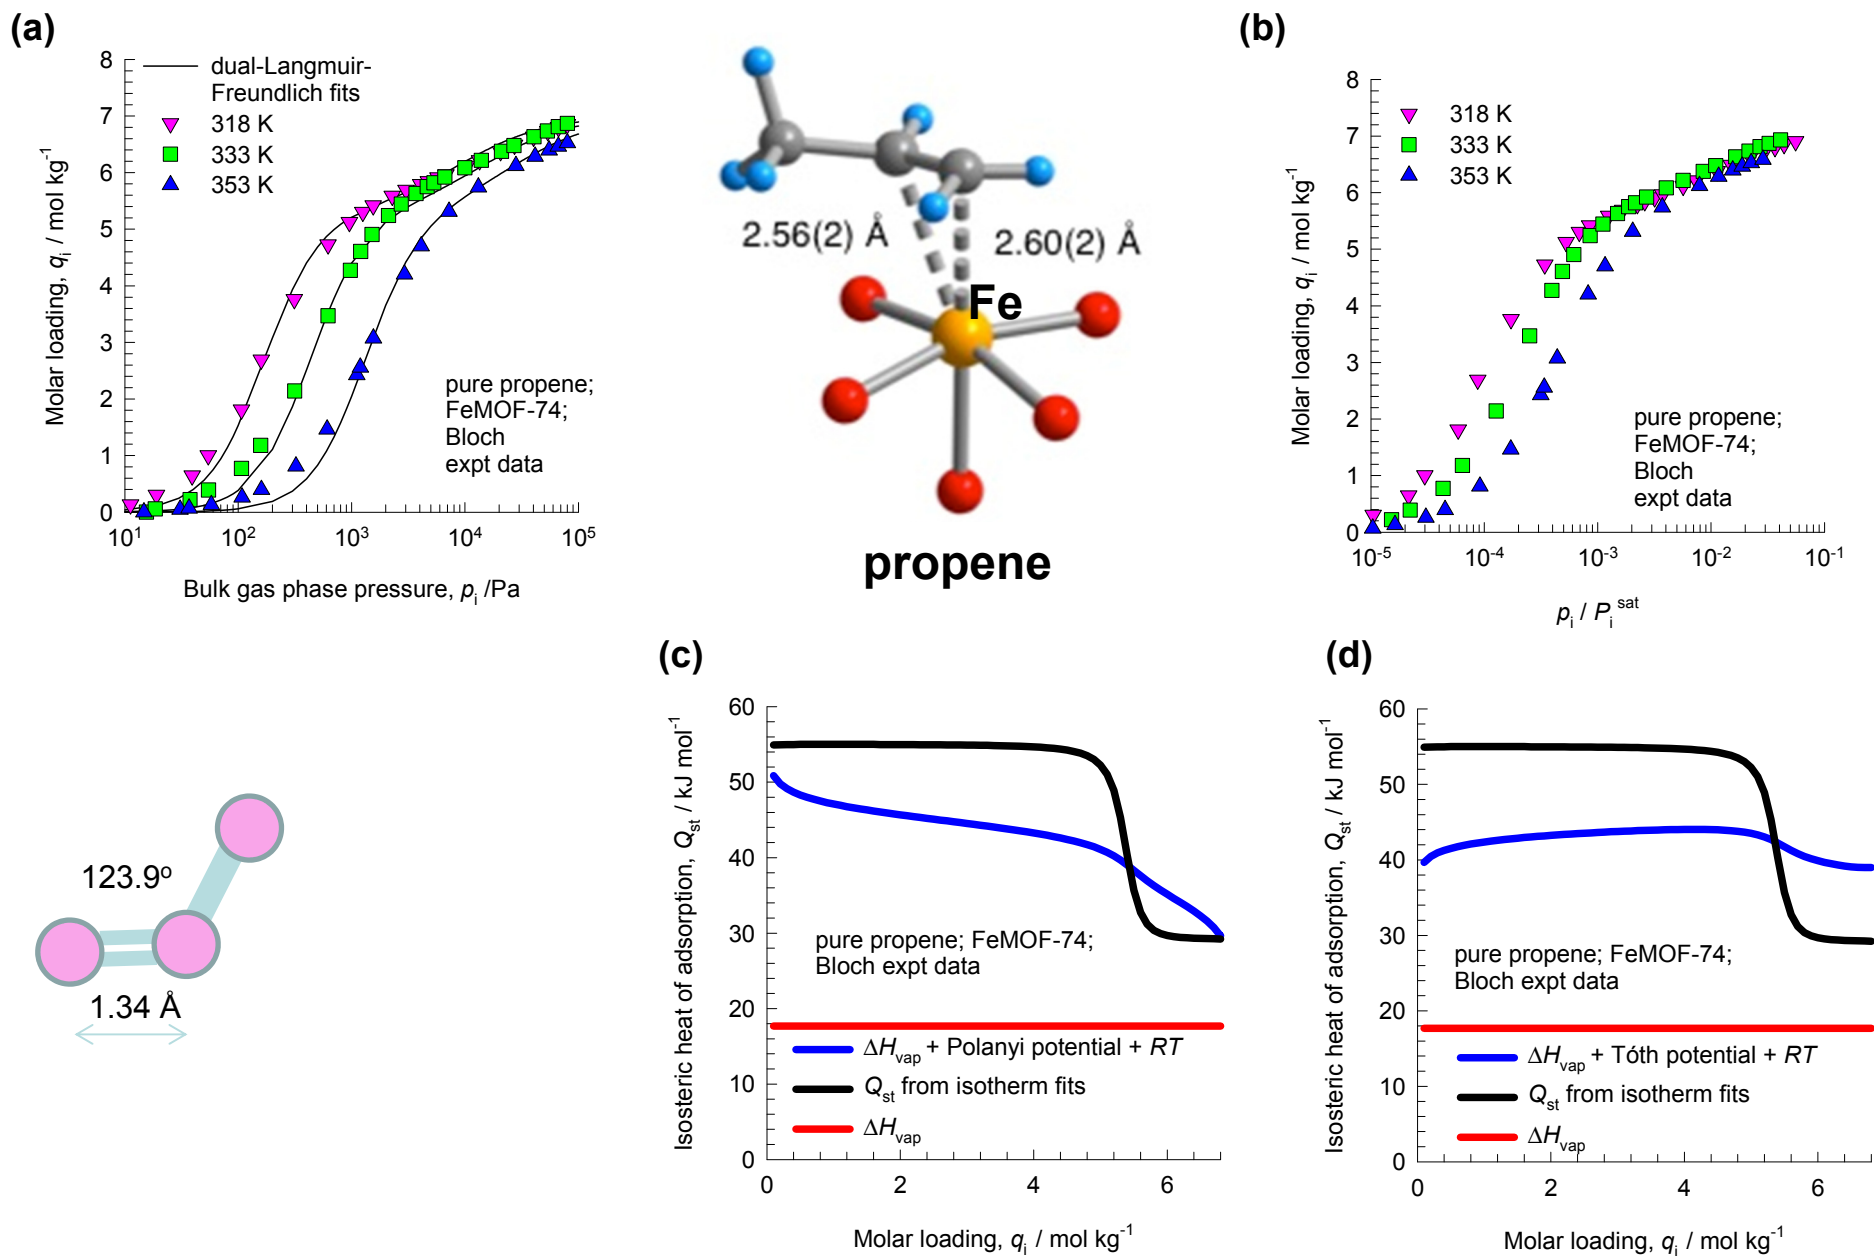 (a)
dual-Langmuir-
Freundlich fits
318 K
333 K
353 K
8
7
6
5
4
3
2
1
0
Molar loading, qi / mol kg-1
pure propene;
FeMOF-74;
Bloch
expt data
10¹ 10² 10³ 10⁴ 10⁵
Bulk gas phase pressure, pi /Pa
2.56(2) Å
2.60(2) Å
Fe
propene
(b)
318 K
333 K
353 K
8
7
6
5
4
3
2
1
0
Molar loading, qi / mol kg-1
pure propene;
FeMOF-74;
Bloch
expt data
10-5 10-4 10-3 10-2 10-1
pi / Pi sat
123.9º
1.34 Å
(c)
60
50
40
30
20
10
0
Isosteric heat of adsorption, Qst / kJ mol-1
pure propene; FeMOF-74;
Bloch expt data
ΔHvap + Polanyi potential + RT
Qst from isotherm fits
ΔHvap
0 2 4 6
Molar loading, qi / mol kg-1
(d)
60
50
40
30
20
10
0
Isosteric heat of adsorption, Qst / kJ mol-1
pure propene; FeMOF-74;
Bloch expt data
ΔHvap + Tóth potential + RT
Qst from isotherm fits
ΔHvap
0 2 4 6
Molar loading, qi / mol kg-1